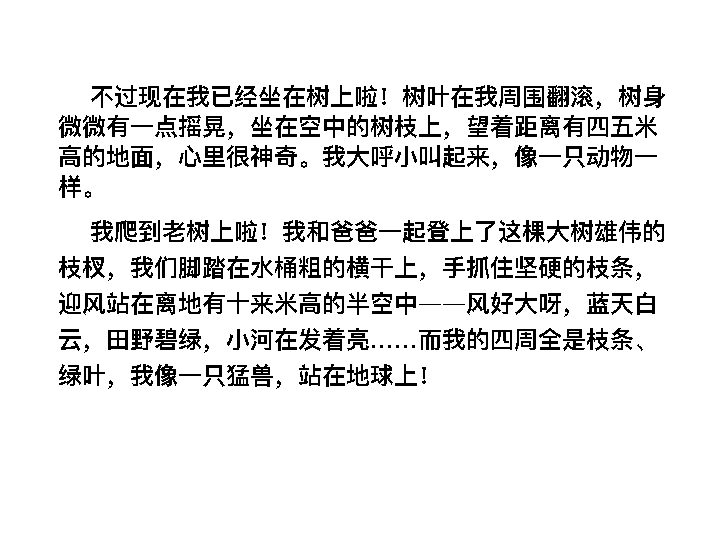 不过现在我已经坐在树上啦！树叶在我周围翻滚，树身
微微有一点摇晃，坐在空中的树枝上，望着距离有四五米
高的地面，心里很神奇。我大呼小叫起来，像一只动物一
样。
我爬到老树上啦！我和爸爸一起登上了这棵大树雄伟的
枝杈，我们脚踏在水桶粗的横干上，手抓住坚硬的枝条，
迎风站在离地有十来米高的半空中——风好大呀，蓝天白
云，田野碧绿，小河在发着亮……而我的四周全是枝条、
绿叶，我像一只猛兽，站在地球上！